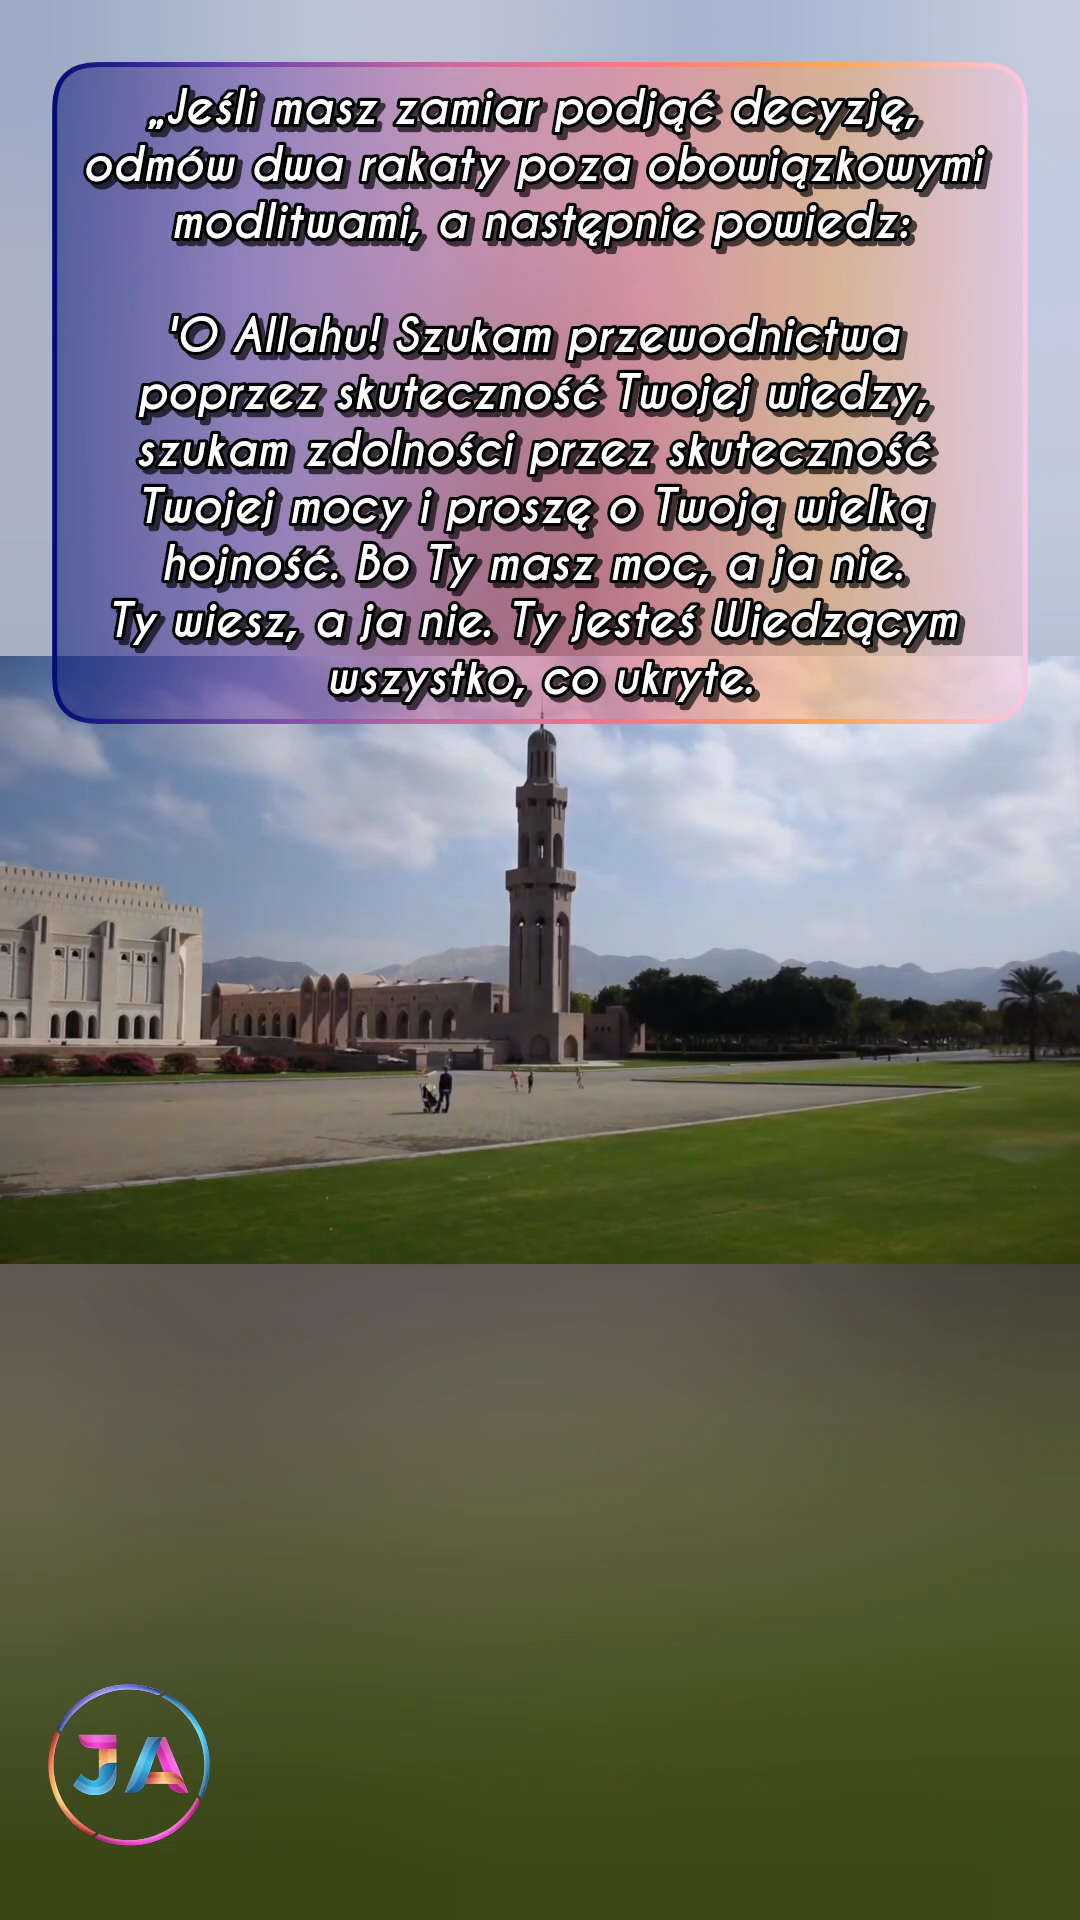 „Jeśli masz zamiar podjąć decyzję,
odmów dwa rakaty poza obowiązkowymi
modlitwami, a następnie powiedz:
'O Allahu! Szukam przewodnictwa
poprzez skuteczność Twojej wiedzy,
szukam zdolności przez skuteczność
Twojej mocy i proszę o Twoją wielką
hojność. Bo Ty masz moc, a ja nie.
Ty wiesz, a ja nie. Ty jesteś Wiedzącym
wszystko, co ukryte.
JA